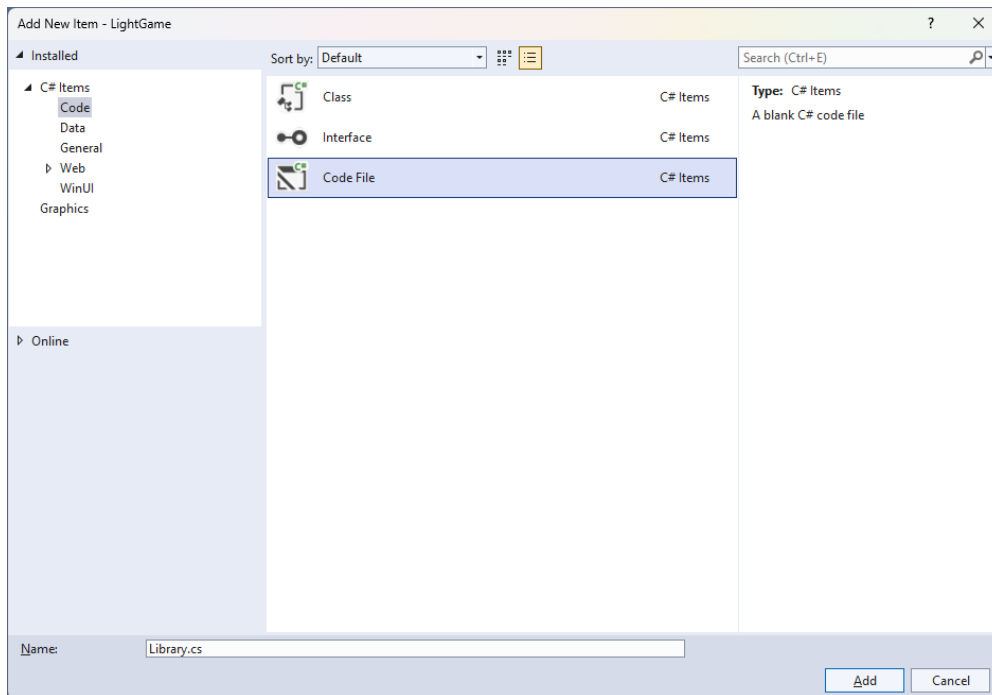 Add New Item - LightGame
?
Installed
Sort by: Default
Search (Ctrl+E)
C# Items
Code
Data
General
Web
WinUI
Graphics
Online
C#
Class
C# Items
Interface
C# Items
C#
Code File
C# Items
Type: C# Items
A blank C# code file
Name: Library.cs
Add
Cancel